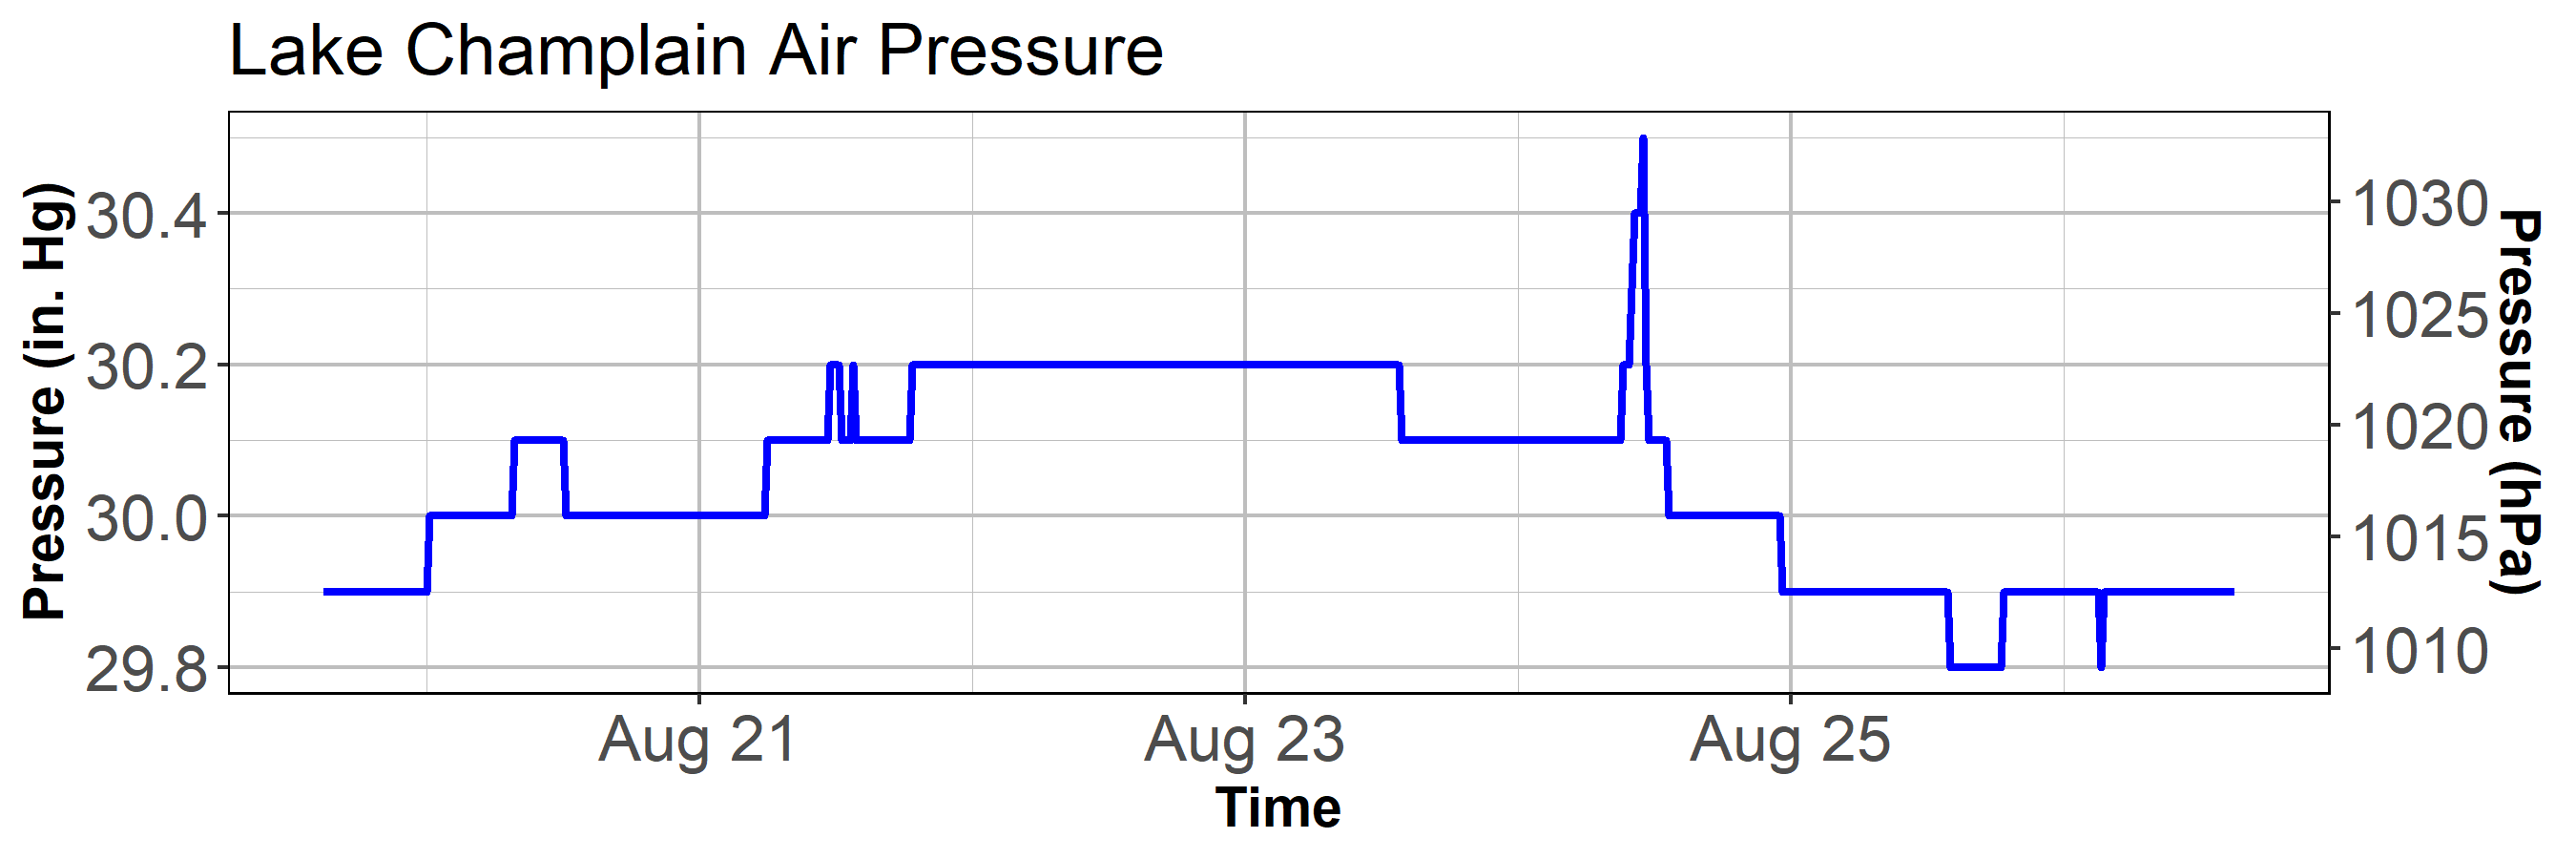 Lake Champlain Air Pressure
Pressure (in. Hg)
30.4
30.2
30.0
29.8
1030
1025
1020
1015
1010
Pressure (hPa)
Aug 21
Aug 23
Aug 25
Time